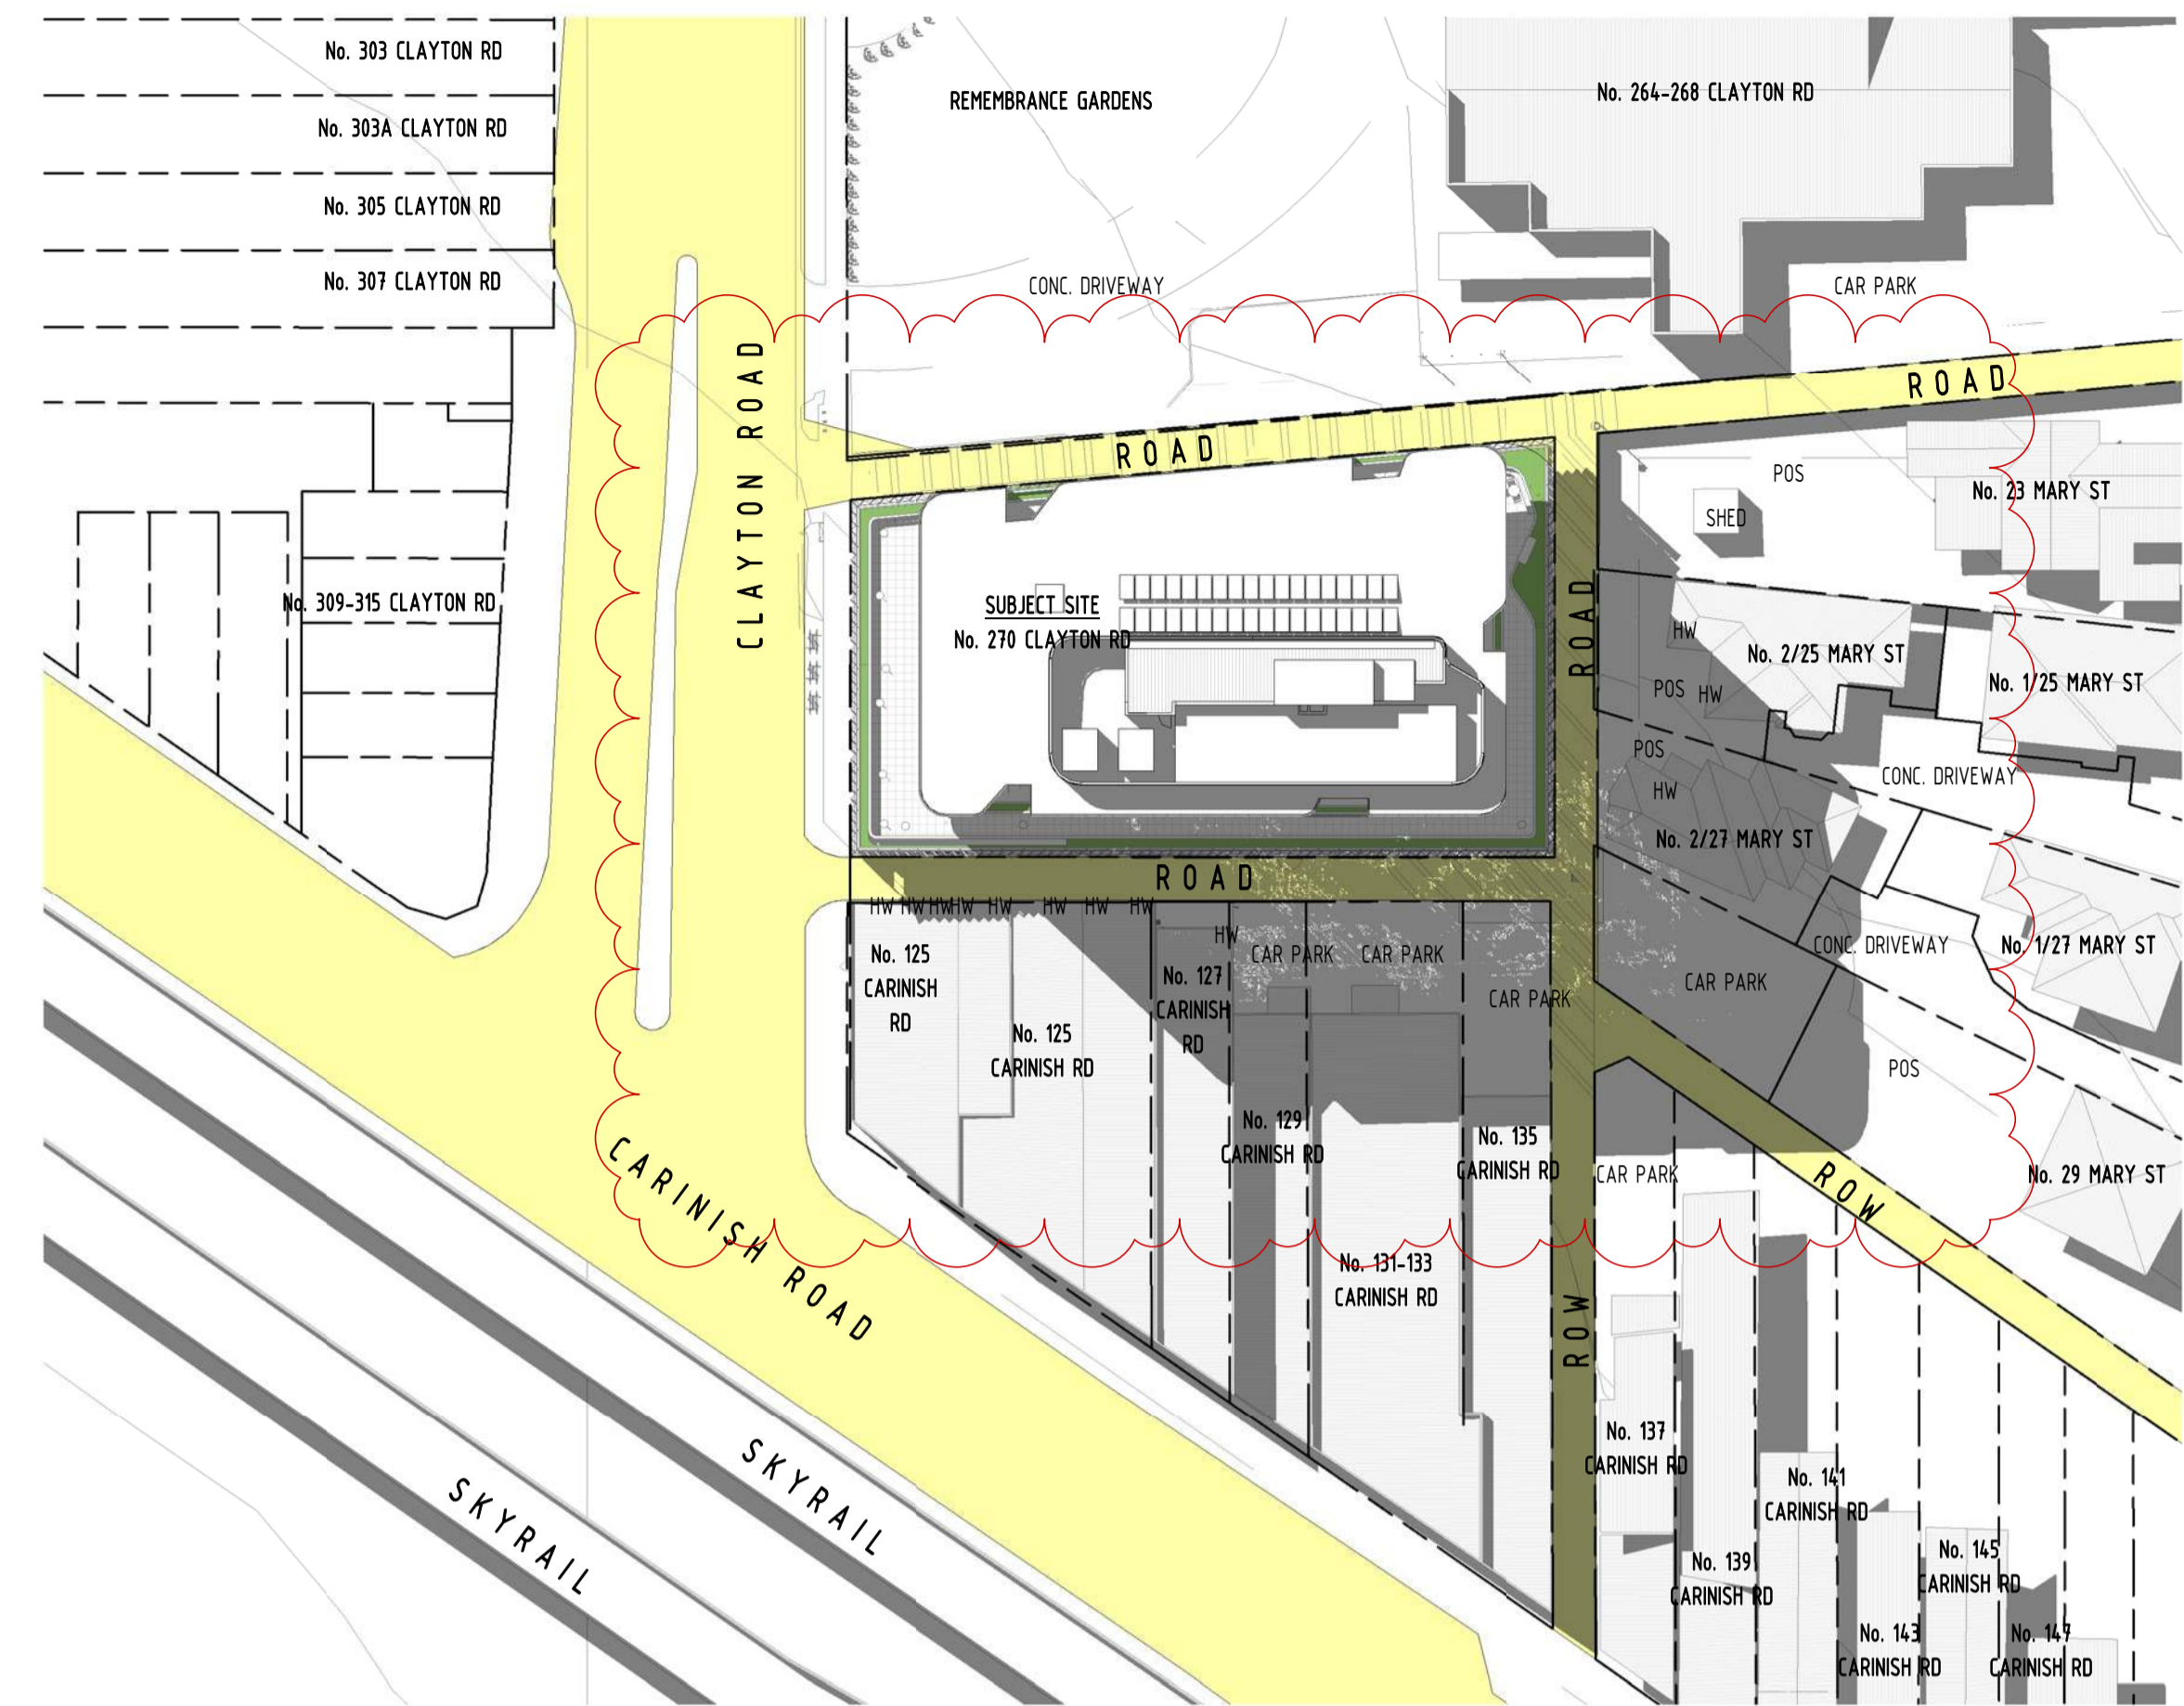 No. 303 CLAYTON RD
REMEMBRANCE GARDENS
No. 264-268 CLAYTON RD
No. 303A CLAYTON RD
No. 305 CLAYTON RD
No. 307 CLAYTON RD
CONC. DRIVEWAY
CAR PARK
CLAYTON ROAD
ROAD
ROAD
POS
No. 23 MARY ST
SHED
No. 309-315 CLAYTON RD
SUBJECT SITE
No. 270 CLAYTON RD
ROAD
HW
No. 2/25 MARY ST
POS
HW
No. 1/25 MARY ST
POS
CONC. DRIVEWAY
HW
No. 2/27 MARY ST
ROAD
HW HW HW HW HW HW HW HW
HW
No. 125
CARINISH
RD
CAR PARK
CAR PARK
CONC. DRIVEWAY
No. 1/27 MARY ST
No. 127
CARINISH
RD
CAR PARK
CAR PARK
No. 125
CARINISH RD
POS
No. 129
CARINISH RD
No. 135
CARINISH RD
CAR PARK
ROW
No. 29 MARY ST
CARINISH ROAD
No. 131-133
CARINISH RD
ROW
No. 137
CARINISH RD
SKYRAIL
SKYRAIL
No. 141
CARINISH RD
No. 139
CARINISH RD
No. 145
CARINISH RD
No. 143
CARINISH RD
No. 147
CARINISH RD